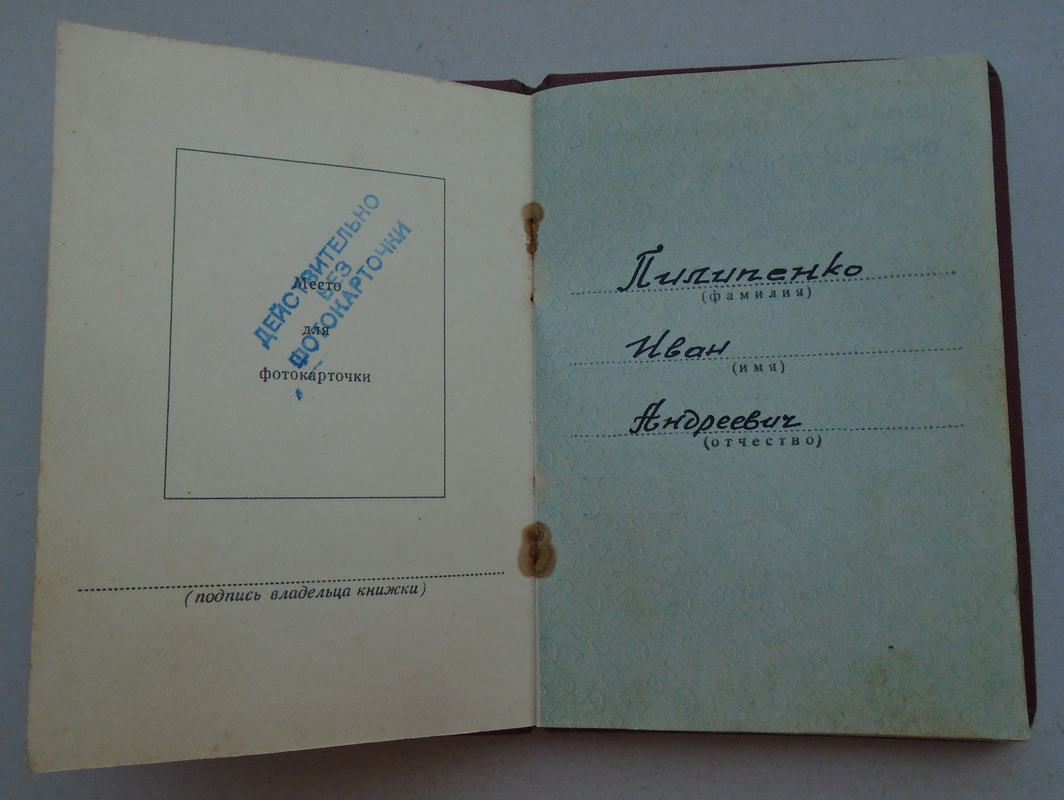 ДЕЙСТВИТЕЛЬНО
БЕЗ
ФОТОКАРТОЧКИ
Место
для
фотокарточки
(подпись владельца книжки)
Пилипенко
(фамилия)
Иван
(имя)
Андреевич
(отчество)